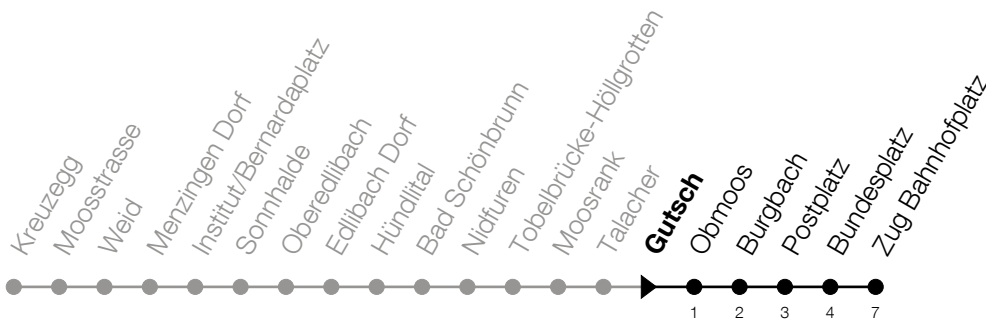 Kreuzegg
Moosstrasse
Weid
Menzingen Dorf
Institut/Bernardaplatz
Sonnhalde
Oberedlibach
Edlibach Dorf
Hündlital
Bad Schönbrunn
Nidfuren
Tobelbrücke-Höllgrotten
Moosrank
Talacher
Gutsch
Obmoos
Burgbach
Postplatz
Bundesplatz
Zug Bahnhofplatz
1 2 3 4 7